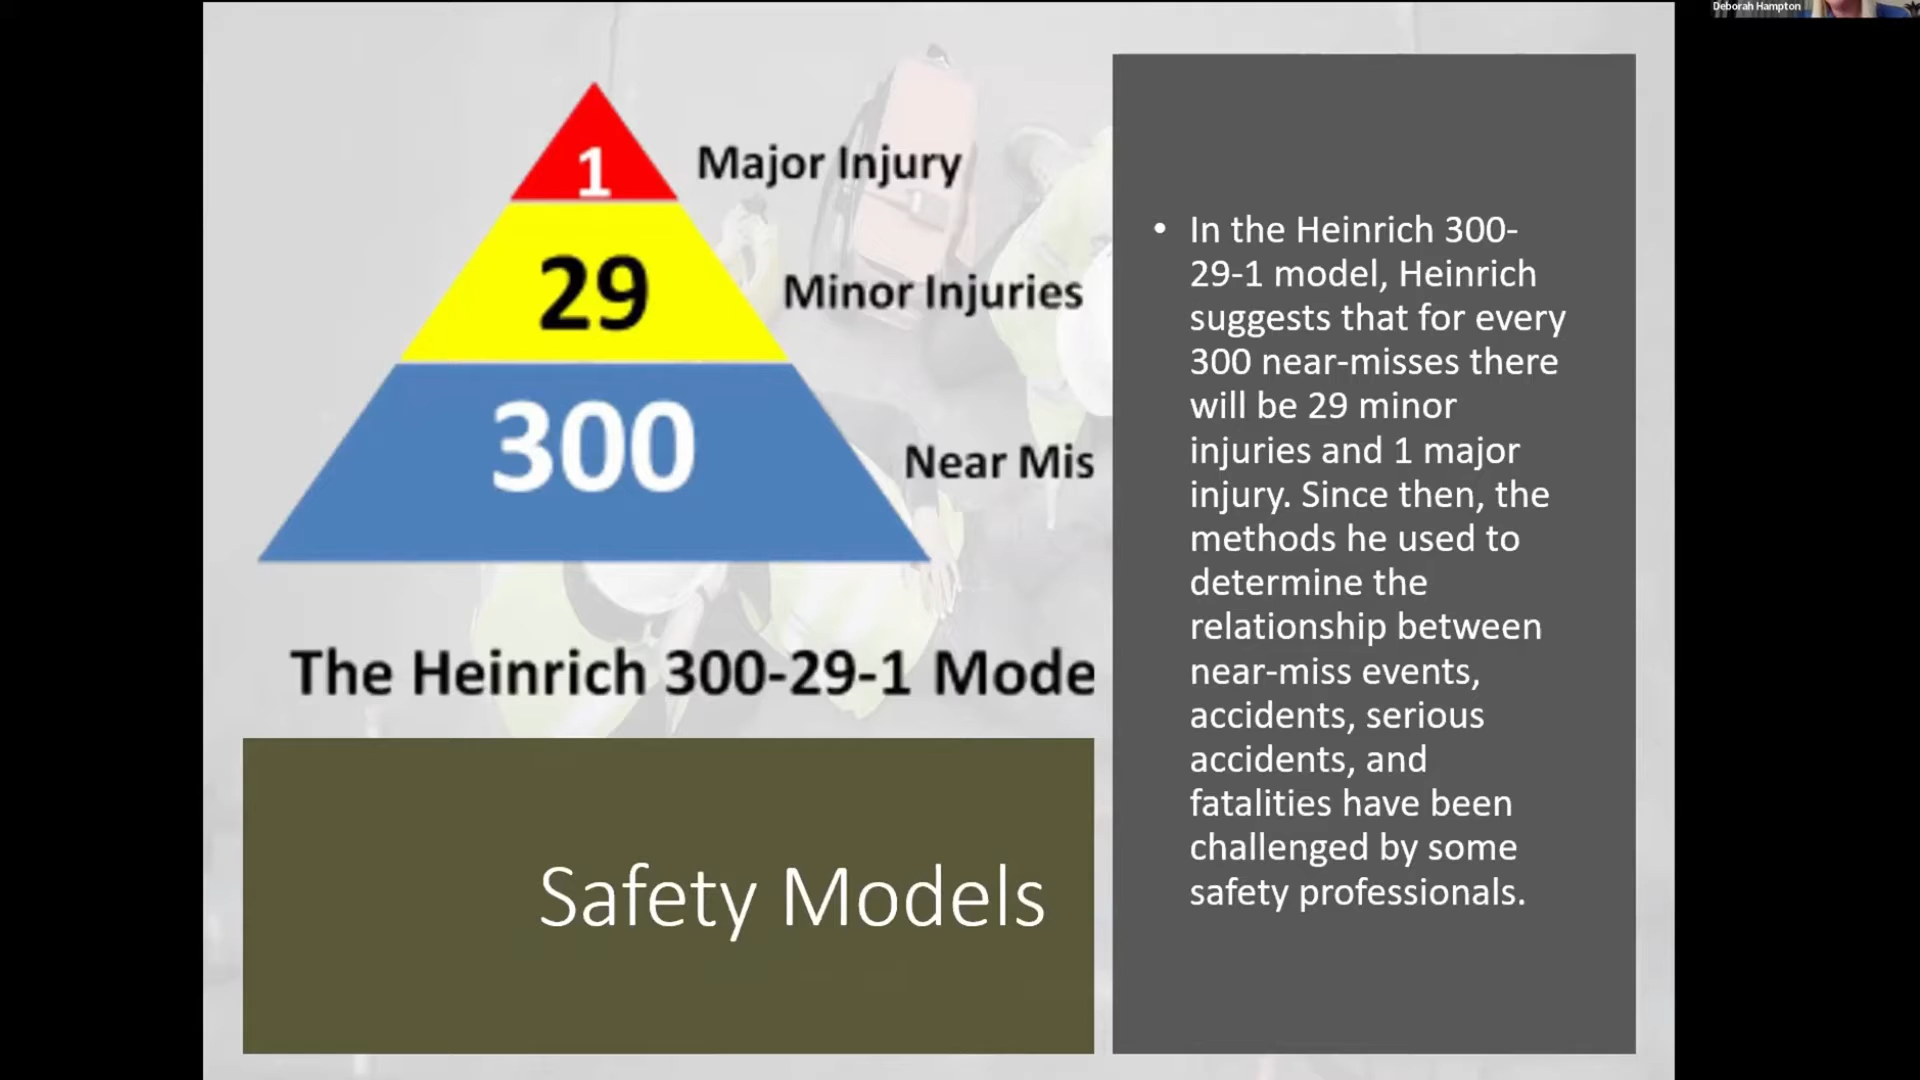 Deborah Hampton
1
Major Injury
29
Minor Injuries
300
Near Mis
The Heinrich 300-29-1 Mode
Safety Models
• In the Heinrich 300-
29-1 model, Heinrich
suggests that for every
300 near-misses there
will be 29 minor
injuries and 1 major
injury. Since then, the
methods he used to
determine the
relationship between
near-miss events,
accidents, serious
accidents, and
fatalities have been
challenged by some
safety professionals.